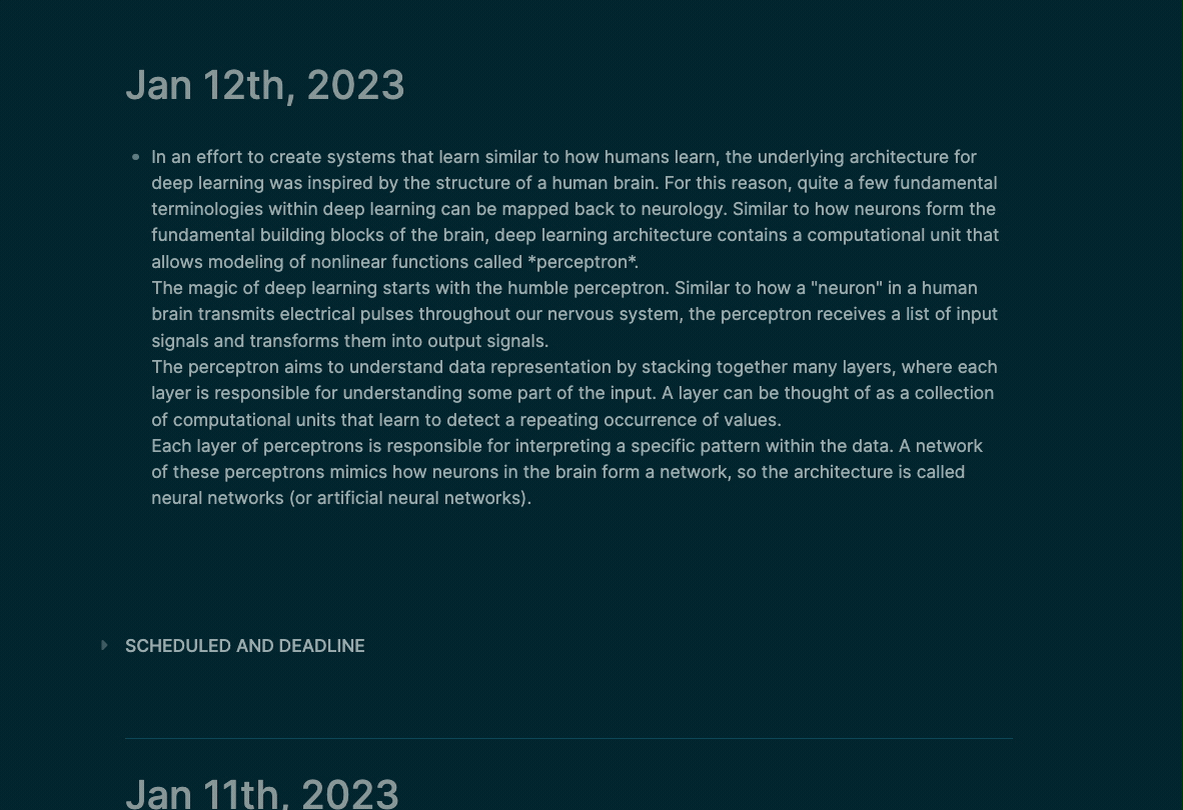 Jan 12th, 2023
In an effort to create systems that learn similar to how humans learn, the underlying architecture for
deep learning was inspired by the structure of a human brain. For this reason, quite a few fundamental
terminologies within deep learning can be mapped back to neurology. Similar to how neurons form the
fundamental building blocks of the brain, deep learning architecture contains a computational unit that
allows modeling of nonlinear functions called *perceptron*.
The magic of deep learning starts with the humble perceptron. Similar to how a "neuron" in a human
brain transmits electrical pulses throughout our nervous system, the perceptron receives a list of input
signals and transforms them into output signals.
The perceptron aims to understand data representation by stacking together many layers, where each
layer is responsible for understanding some part of the input. A layer can be thought of as a collection
of computational units that learn to detect a repeating occurrence of values.
Each layer of perceptrons is responsible for interpreting a specific pattern within the data. A network
of these perceptrons mimics how neurons in the brain form a network, so the architecture is called
neural networks (or artificial neural networks).
SCHEDULED AND DEADLINE
Jan 11th, 2023